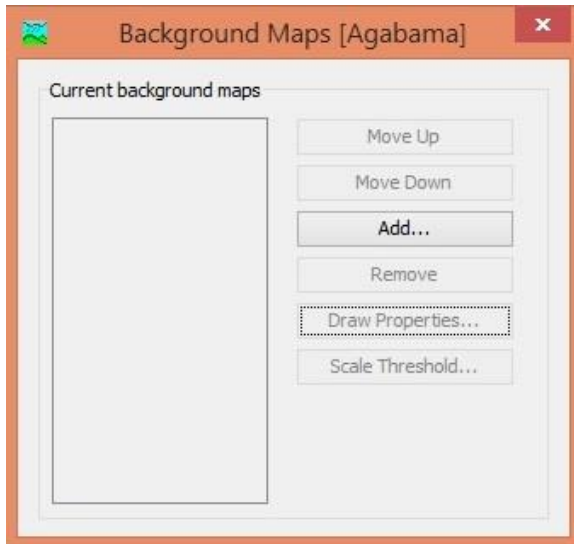 Background Maps [Agabama]
x
Current background maps
Move Up
Move Down
Add...
Remove
Draw Properties...
Scale Threshold...